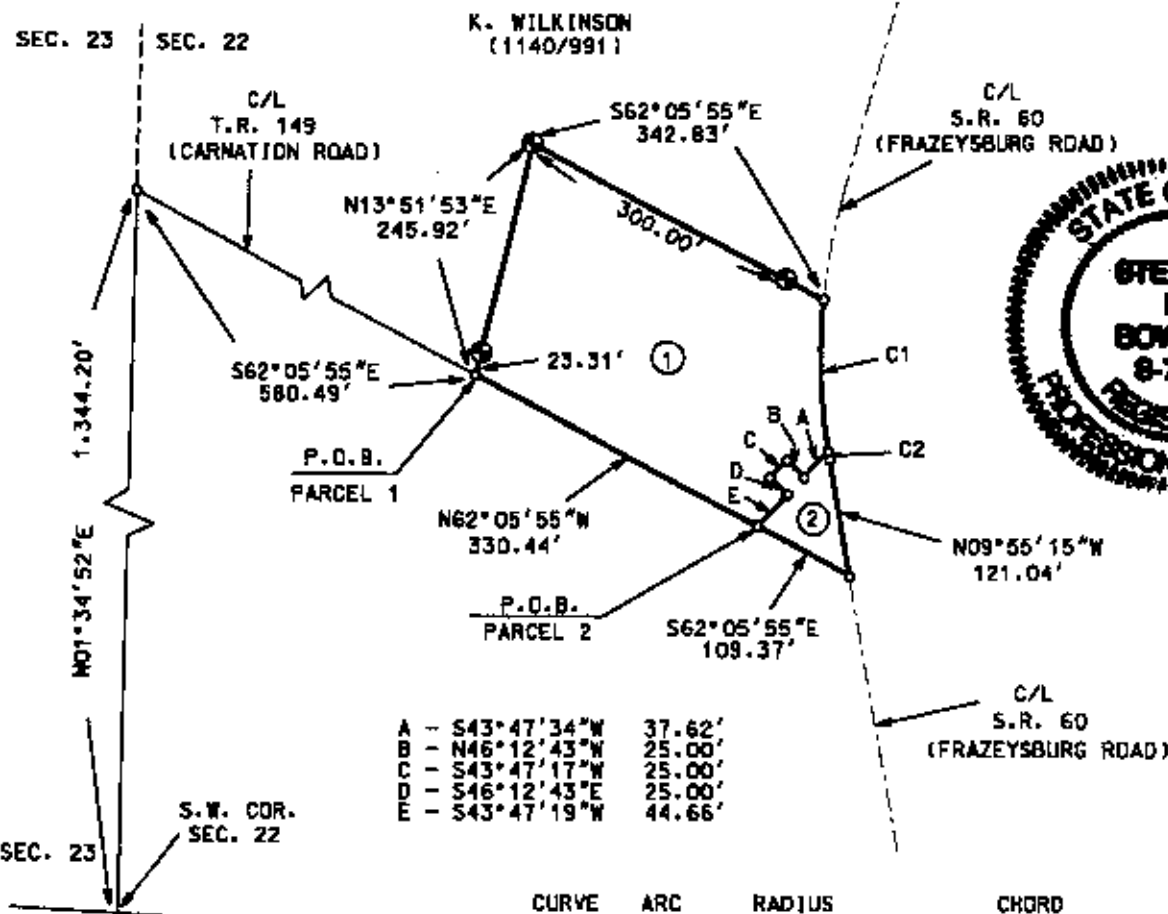 K. WILKINSON
(1140/991)
SEC. 23
SEC. 22
C/L
T.R. 149
(CARNATION ROAD)
S62°05'55"E
342.83'
C/L
S.R. 60
(FRAZEYSBURG ROAD)
N13°51'53"E
245.92'
300.00'
STATE
8-
PROFESSION
1,344.20'
S62°05'55"E
580.49'
23.31'
1
C1
B
A
C
C2
D
E
P.O.B.
PARCEL 1
N62°05'55"W
330.44'
2
N09°55'15"W
121.04'
P.O.B.
PARCEL 2
S62°05'55"E
109.37'
N01°34'52"E
C/L
S.R. 60
(FRAZEYSBURG ROAD)
A - S43°47'34"W 37.62'
B - N46°12'43"W 25.00'
C - S43°47'17"W 25.00'
D - S46°12'43"E 25.00'
E - S43°47'19"W 44.66'
S.W. COR.
SEC. 22
SEC. 23
CURVE ARC RADIUS CHORD